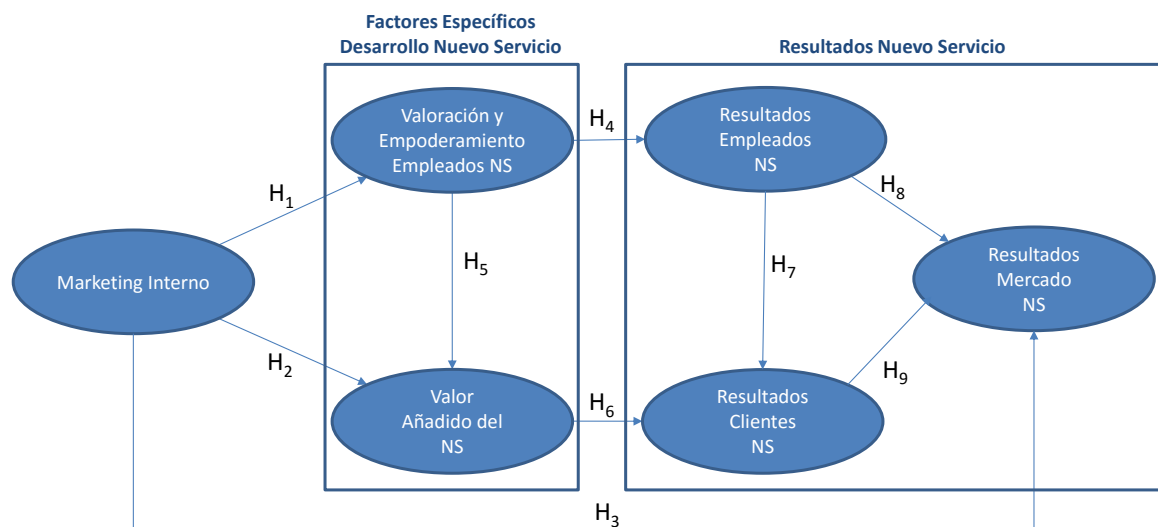 Factores Específicos
Desarrollo Nuevo Servicio
Resultados Nuevo Servicio
Valoración y
Empoderamiento
Empleados NS
H4
Resultados
Empleados
NS
H1
H8
Marketing Interno
H5
H7
Resultados
Mercado
NS
H2
H9
Valor
Añadido del
NS
H6
Resultados
Clientes
NS
H3